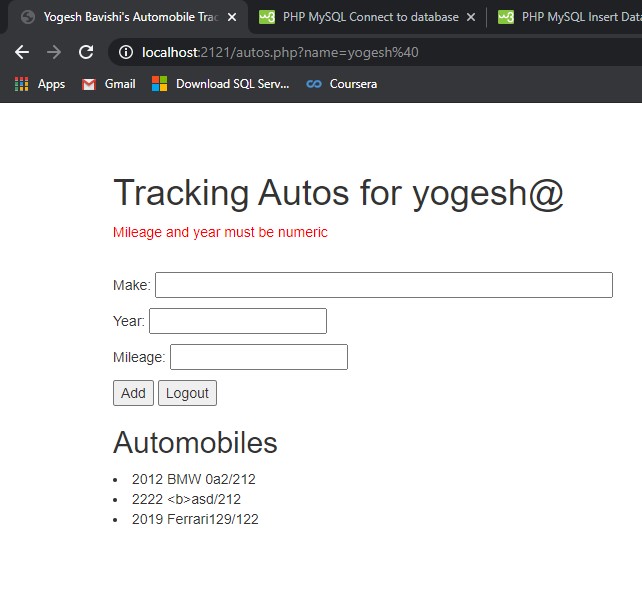 Yogesh Bavishi's Automobile Trac
PHP MySQL Connect to database
PHP MySQL Insert Data
localhost:2121/autos.php?name=yogesh%40
Apps
Gmail
Download SQL Serv...
Coursera
Tracking Autos for yogesh@
Mileage and year must be numeric
Make:
Year:
Mileage:
Add Logout
Automobiles
• 2012 BMW 0a2/212
• 2222 <b>asd/212
• 2019 Ferrari129/122